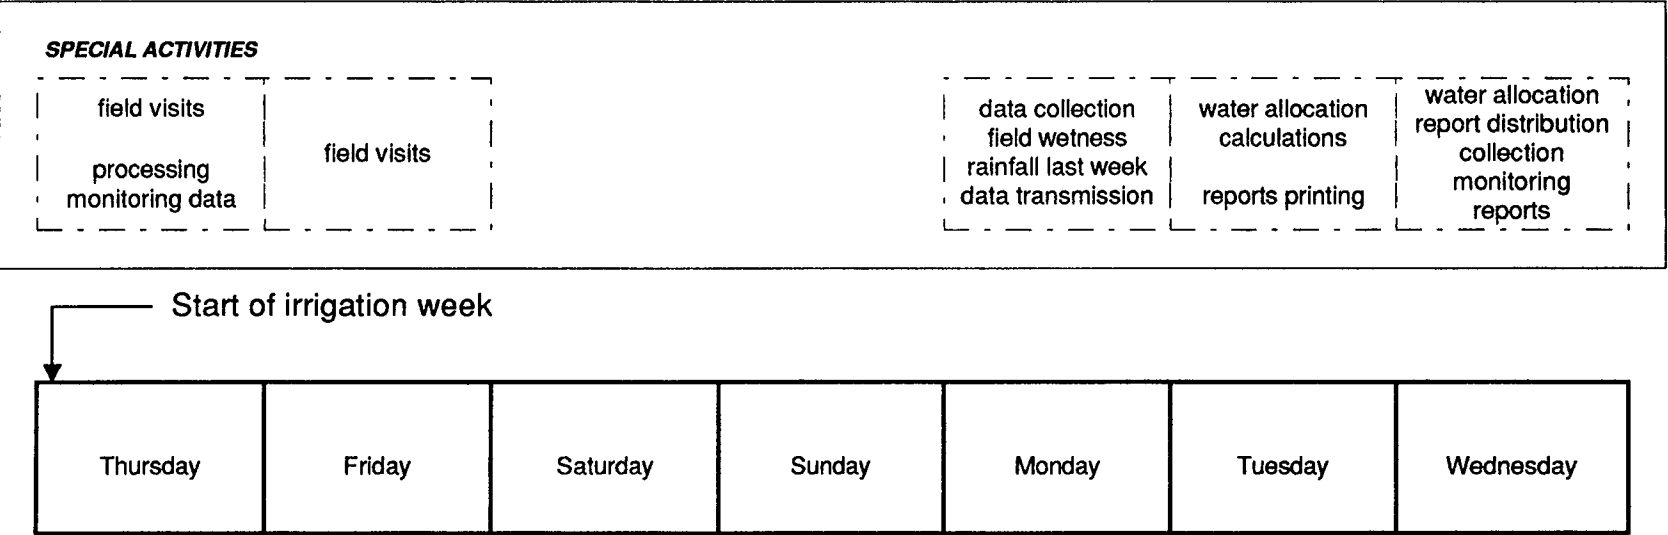 SPECIAL ACTIVITIES
field visits
processing
monitoring data
field visits
data collection
field wetness
rainfall last week
data transmission
water allocation
calculations
reports printing
water allocation
report distribution
collection
monitoring
reports
Start of irrigation week
Thursday
Friday
Saturday
Sunday
Monday
Tuesday
Wednesday